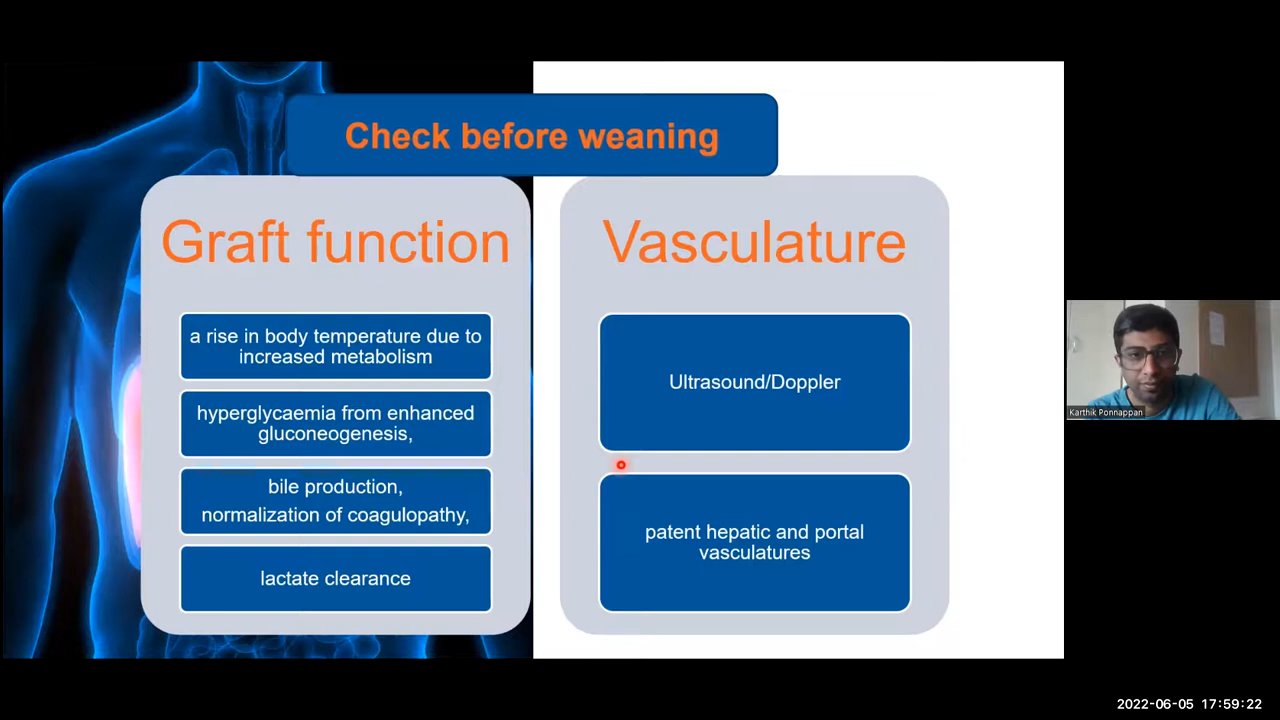 Check before weaning
Graft function
a rise in body temperature due to
increased metabolism
hyperglycaemia from enhanced
gluconeogenesis,
bile production,
normalization of coagulopathy,
lactate clearance
Vasculature
Ultrasound/Doppler
patent hepatic and portal
vasculatures
Karthik Ponnappan
2022-06-05 17:59:22